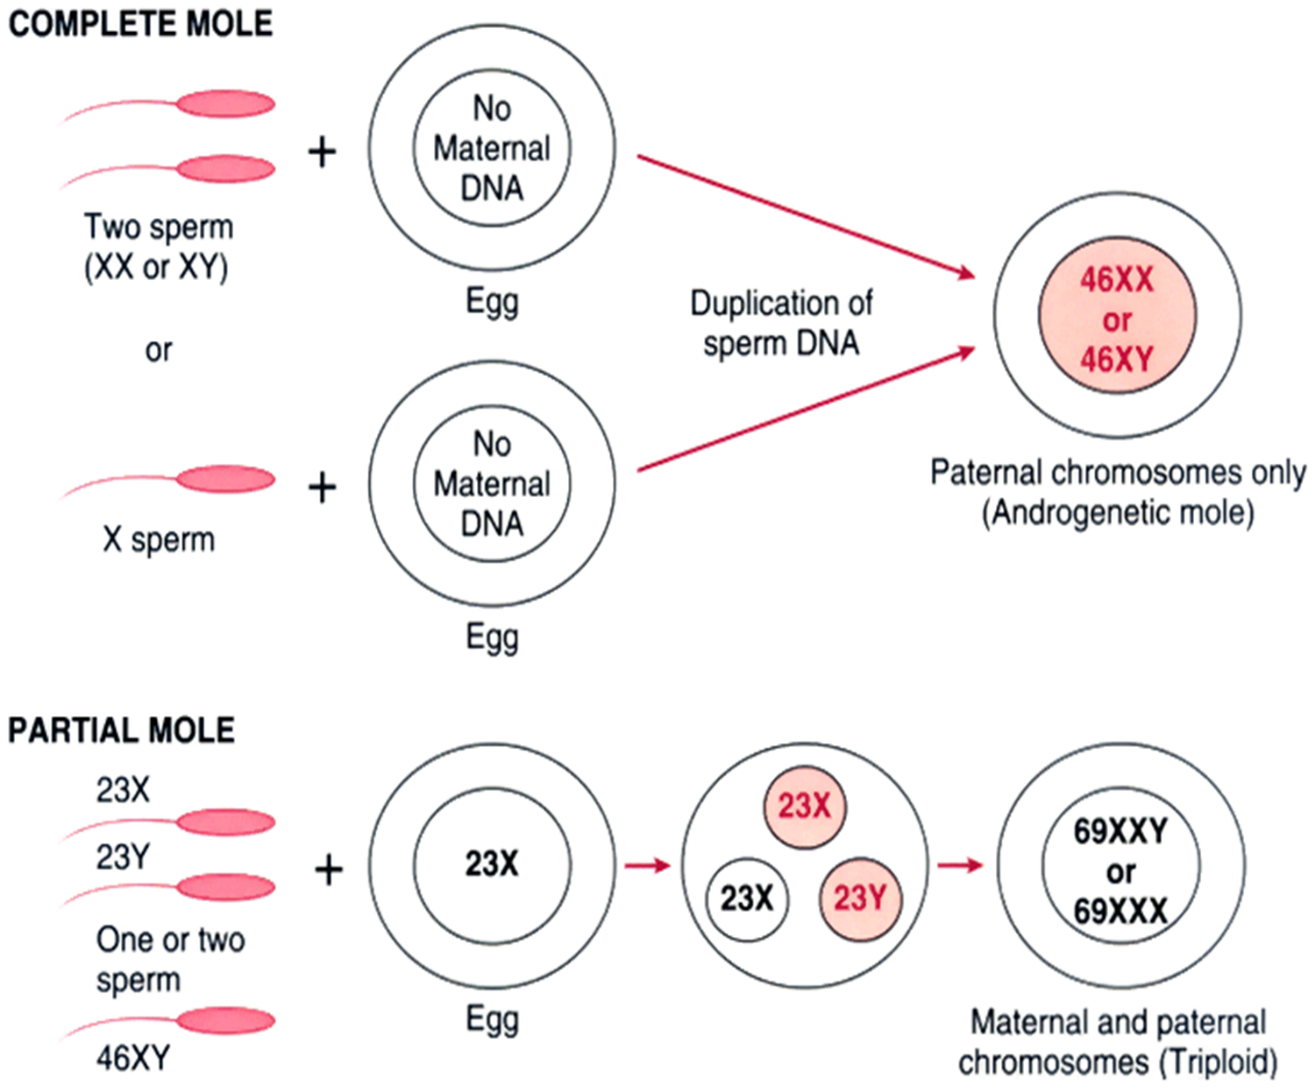 COMPLETE MOLE
+
No
Maternal
DNA
Two sperm
(XX or XY)
Egg
or
Duplication of
sperm DNA
46XX
or
46XY
Paternal chromosomes only
(Androgenetic mole)
+
No
Maternal
DNA
X sperm
Egg
PARTIAL MOLE
23X
23Y
One or two
sperm
46XY
+
23X
Egg
23X
23X
23Y
69XXY
or
69XXX
Maternal and paternal
chromosomes (Triploid)